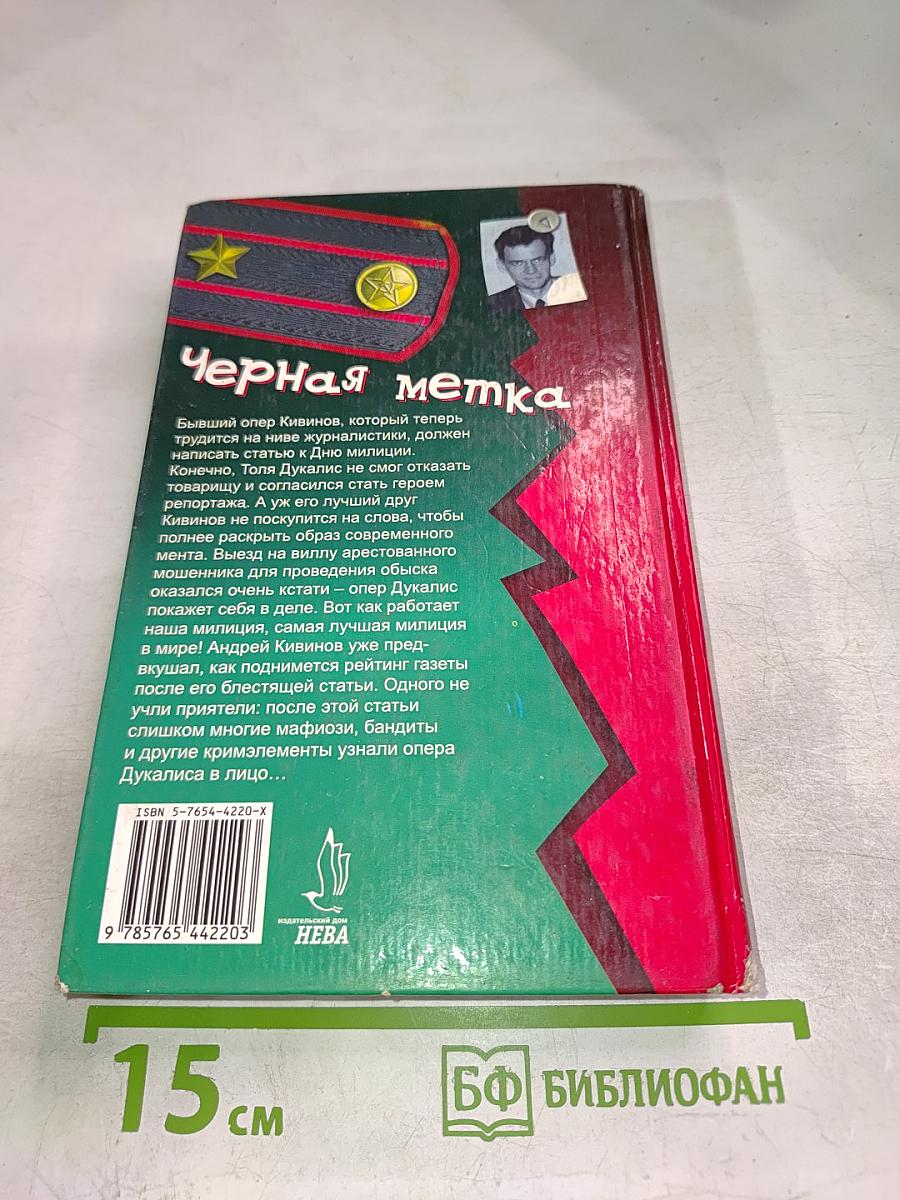 Черная метка
Бывший опер Кивинов, который теперь
трудится на ниве журналистики, должен
написать статью к Дню милиции.
Конечно, Толя Дукалис не смог отказать
товарищу и согласился стать героем
репортажа. А уж его лучший друг
Кивинов не поскупится на слова, чтобы
полнее раскрыть образ современного
мента. Выезд на виллу арестованного
мошенника для проведения обыска
оказался очень кстати – опер Дукалис
покажет себя в деле. Вот как работает
наша милиция, самая лучшая милиция
в мире! Андрей Кивинов уже пред-
вкушал, как поднимется рейтинг газеты
после его блестящей статьи. Одного не
учли приятели: после этой статьи
слишком многие мафиози, бандиты
и другие кримэлементы узнали опера
Дукалиса в лицо...
ISBN 5-7654-4220-X
9 785765 442203
издательский дом
НЕВА
15 см
БФ БИБЛИОФАН